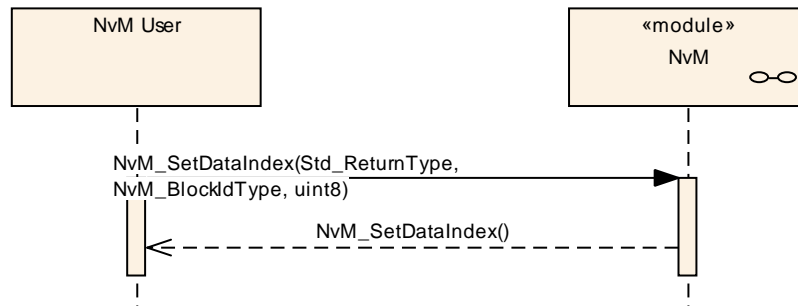 NvM User
«module»
NvM
NvM_SetDataIndex(Std_ReturnType,
NvM_BlockIdType, uint8)
NvM_SetDataIndex()